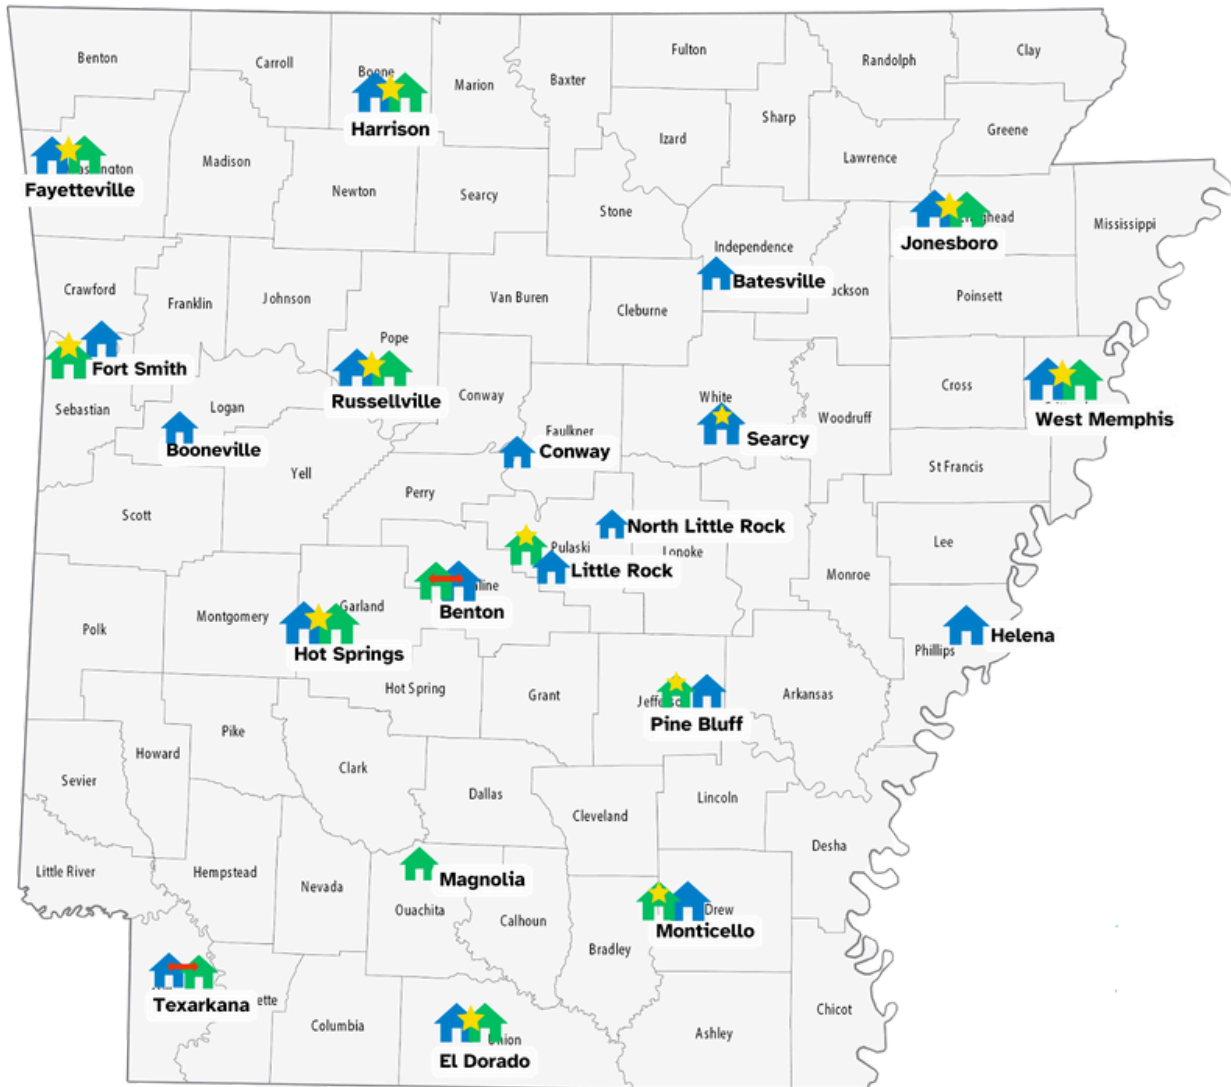 Benton
Carroll
Boone
Marion
Baxter
Fulton
Randolph
Clay
Harrison
Sharp
Izard
Greene
Lawrence
Fayetteville
Madison
Newton
Searcy
Stone
Jonesboro
Mississippi
Independence
Batesville
Crawford
Franklin
Johnson
Van Buren
Cleburne
Poinsett
Pope
Fort Smith
Russellville
Conway
White
Cross
Sebastian
Logan
Woodruff
West Memphis
Booneville
Faulkner
Conway
Searcy
St Francis
Yell
Perry
Scott
North Little Rock
Pulaski
Lonoke
Lee
Little Rock
Monroe
Benton
Montgomery
Garland
Polk
Hot Springs
Helena
Phillips
Hot Spring
Grant
Arkansas
Pine Bluff
Pike
Howard
Clark
Sevier
Dallas
Lincoln
Cleveland
Desha
Little River
Hempstead
Nevada
Magnolia
Ouachita
Calhoun
Drew
Monticello
Bradley
Texarkana
Columbia
Union
El Dorado
Ashley
Chicot